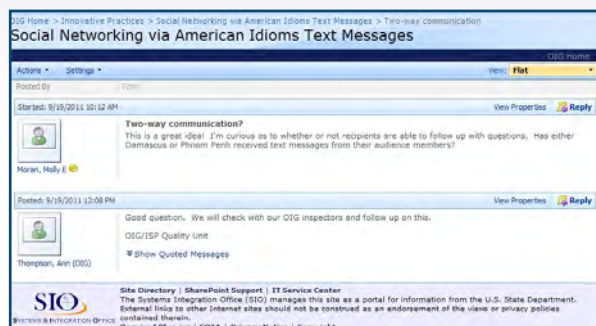 OIG Home > Innovative Practices > Social Networking via American Idioms Text Messages > Two-way communication
Social Networking via American Idioms Text Messages
OIG Home
Actions Settings View: Flat
Posted By Post
Started: 9/19/2011 10:12 AM View Properties Reply
Two-way communication?
This is a great idea! I'm curious as to whether or not recipients are able to follow up with questions. Has either
Damascus or Phnom Penh received text messages from their audience members?
Moran, Molly E
Posted: 9/19/2011 12:08 PM View Properties Reply
Good question. We will check with our OIG inspectors and follow up on this.
OIG/ISP Quality Unit
Show Quoted Messages
Thompson, Ann (OIG)
Site Directory | SharePoint Support | IT Service Center
The Systems Integration Office (SIO) manages this site as a portal for information from the U.S. State Department.
External links to other Internet sites should not be construed as an endorsement of the views or privacy policies
contained therein.
SIO
SYSTEMS & INTEGRATION OFFICE